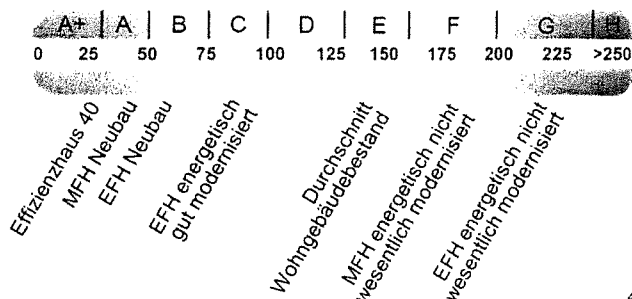 A+ A B C D E F G H
0 25 50 75 100 125 150 175 200 225 >250
Effizienzhaus 40
MFH Neubau
EFH Neubau
EFH energetisch
gut modernisiert
Durchschnitt
Wohngebäudebestand
MFH energetisch nicht
wesentlich modernisiert
EFH energetisch nicht
wesentlich modernisiert